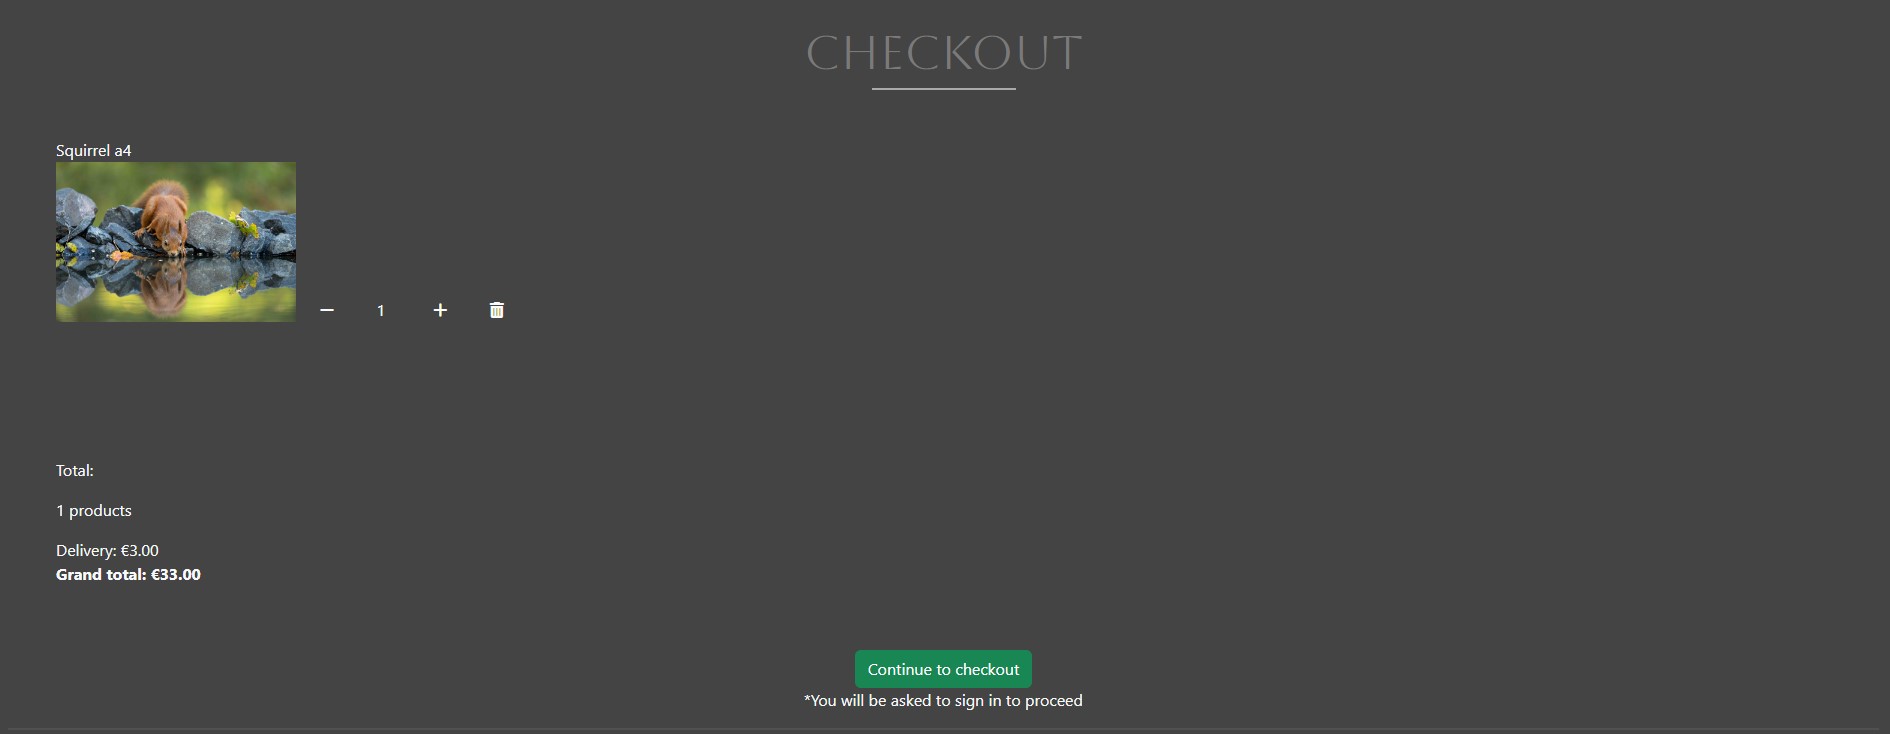 CHECKOUT
Squirrel a4
1
Total:
1 products
Delivery: €3.00
Grand total: €33.00
Continue to checkout
*You will be asked to sign in to proceed